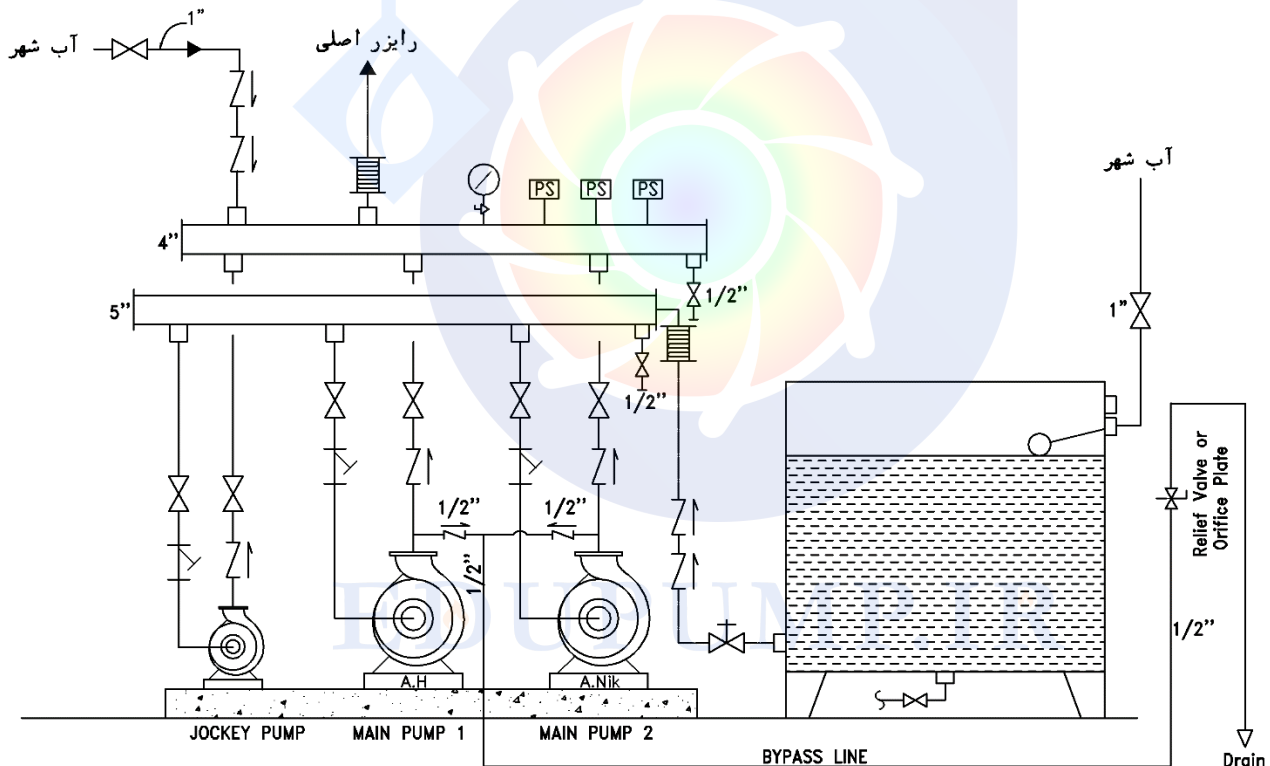 1”
آب شهر
رایزر اصلی
آب شهر
PS
PS
PS
4”
1/2”
5”
1”
1/2”
1/2”
1/2”
1/2”
Relief Valve or
Orifice Plate
EDUPUMP.IR
1/2”
A.H
A.Nik
JOCKEY PUMP
MAIN PUMP 1
MAIN PUMP 2
BYPASS LINE
Drain